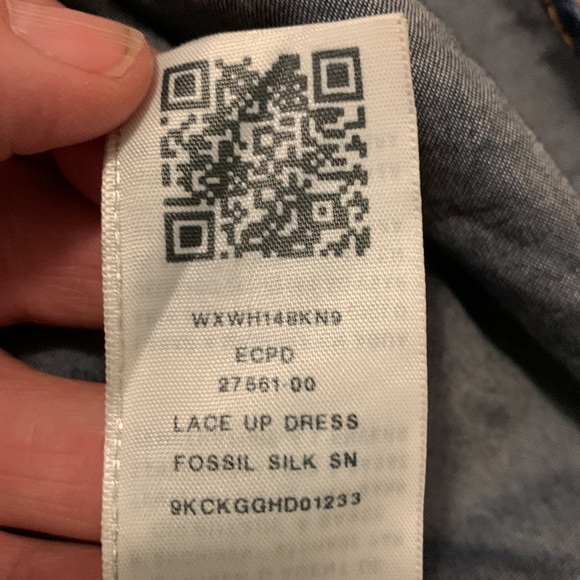 WXWH148KN9
ECPD
27561-00
LACE UP DRESS
FOSSIL SILK SN
9KCKGGHD01233